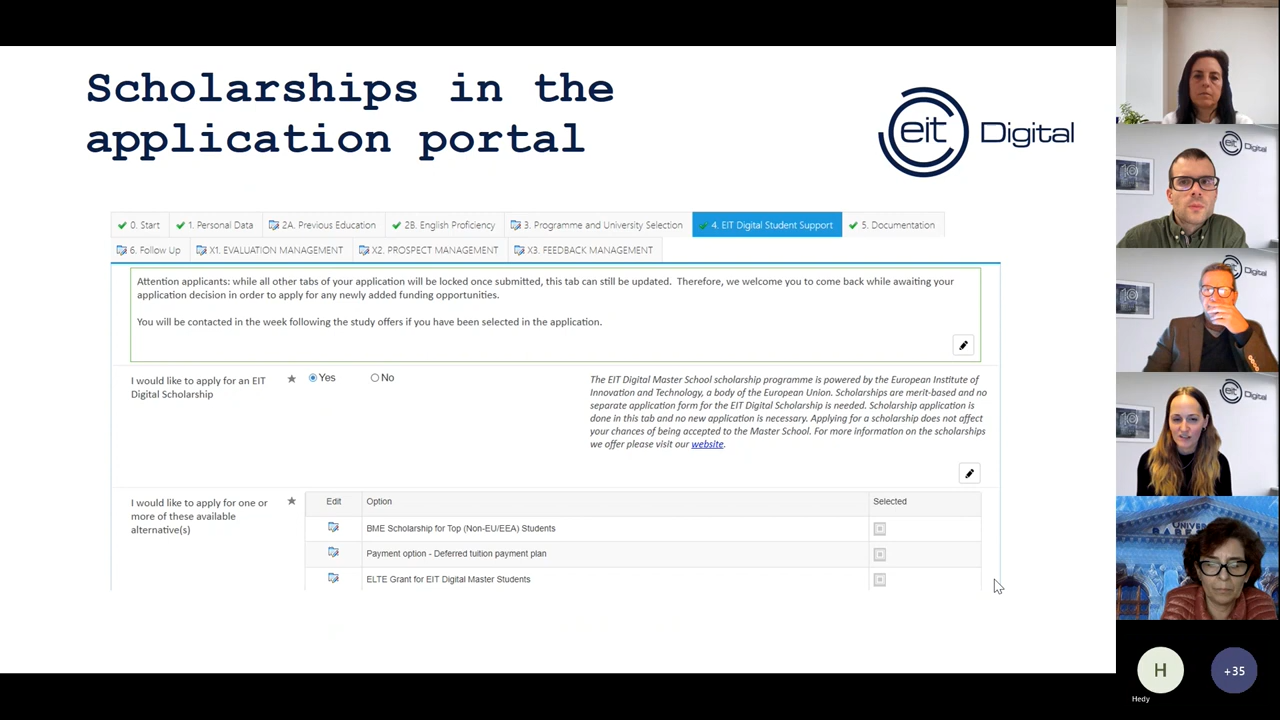 Scholarships in the
application portal
eit Digital
0. Start
1. Personal Data
2A. Previous Education
2B. English Proficiency
3. Programme and University Selection
4. EIT Digital Student Support
5. Documentation
6. Follow Up
X1. EVALUATION MANAGEMENT
X2. PROSPECT MANAGEMENT
X3. FEEDBACK MANAGEMENT
Attention applicants: while all other tabs of your application will be locked once submitted, this tab can still be updated. Therefore, we welcome you to come back while awaiting your
application decision in order to apply for any newly added funding opportunities.
You will be contacted in the week following the study offers if you have been selected in the application.
I would like to apply for an EIT
Digital Scholarship
Yes
No
The EIT Digital Master School scholarship programme is powered by the European Institute of
Innovation and Technology, a body of the European Union. Scholarships are merit-based and no
separate application form for the EIT Digital Scholarship is needed. Scholarship application is
done in this tab and no new application is necessary. Applying for a scholarship does not affect
your chances of being accepted to the Master School. For more information on the scholarships
we offer please visit our website.
I would like to apply for one or
more of these available
alternative(s)
Edit
Option
Selected
BME Scholarship for Top (Non-EU/EEA) Students
Payment option - Deferred tuition payment plan
ELTE Grant for EIT Digital Master Students
eit Digital
10
eit Digital
10
eit Digital
10
H
Hedy
+35